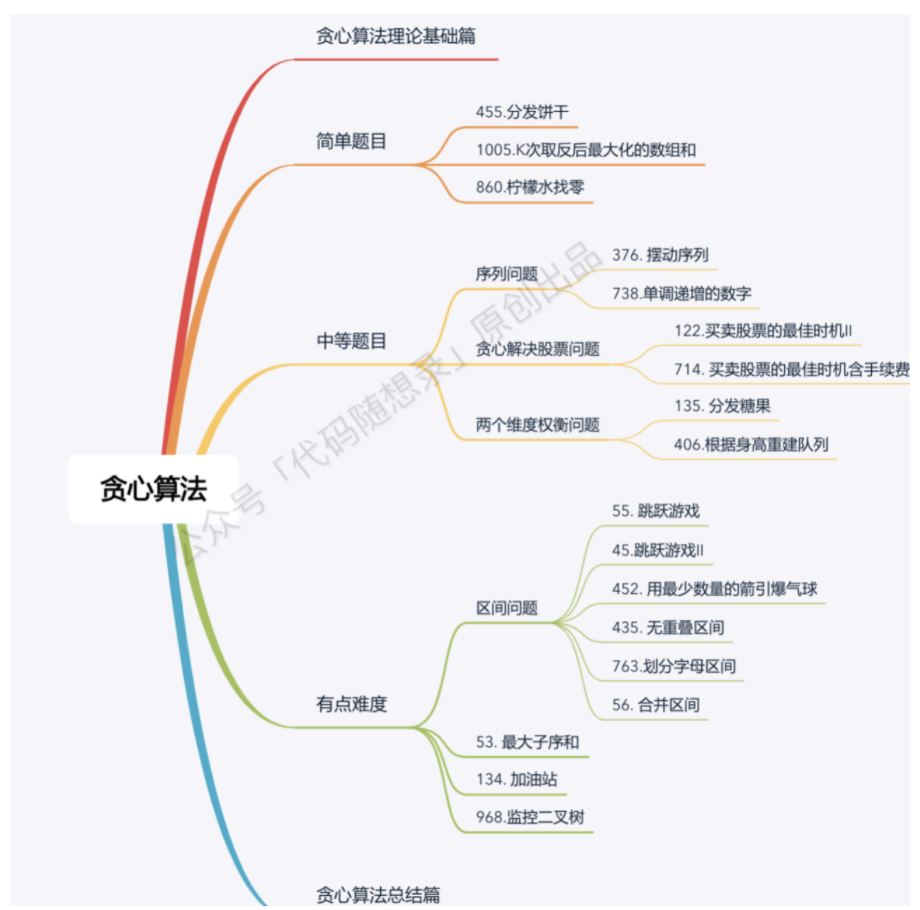 贪心算法理论基础篇
简单题目
455.分发饼干
1005.K次取反后最大化的数组和
860.柠檬水找零
中等题目
序列问题
376. 摆动序列
738.单调递增的数字
贪心解决股票问题
122.买卖股票的最佳时机II
714. 买卖股票的最佳时机含手续费
两个维度权衡问题
135. 分发糖果
406.根据身高重建队列
贪心算法
有点难度
区间问题
55. 跳跃游戏
45.跳跃游戏II
452. 用最少数量的箭引爆气球
435. 无重叠区间
763.划分字母区间
56. 合并区间
53. 最大子序和
134. 加油站
968.监控二叉树
贪心算法总结篇
公众号「代码随想录」原创出品